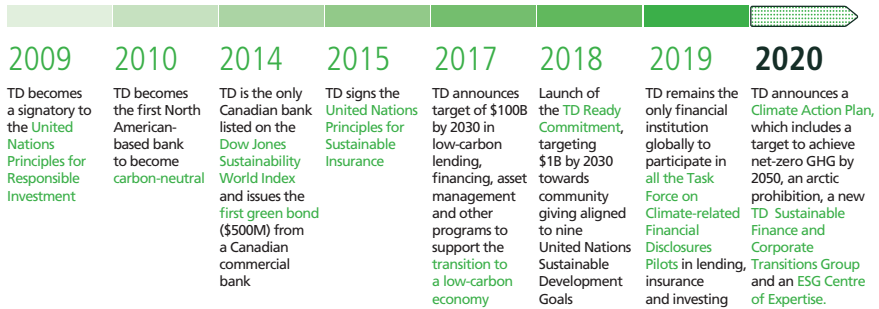 2009
TD becomes
a signatory to
the United
Nations
Principles for
Responsible
Investment
2010
TD becomes
the first North
American-
based bank
to become
carbon-neutral
2014
TD is the only
Canadian bank
listed on the
Dow Jones
Sustainability
World Index
and issues the
first green bond
($500M) from
a Canadian
commercial
bank
2015
TD signs the
United Nations
Principles for
Sustainable
Insurance
2017
TD announces
target of $100B
by 2030 in
low-carbon
lending,
financing, asset
management
and other
programs to
support the
transition to
a low-carbon
economy
2018
Launch of
the TD Ready
Commitment,
targeting
$1B by 2030
towards
community
giving aligned
to nine
United Nations
Sustainable
Development
Goals
2019
TD remains the
only financial
institution
globally to
participate in
all the Task
Force on
Climate-related
Financial
Disclosures
Pilots in lending,
insurance
and investing
2020
TD announces a
Climate Action Plan,
which includes a
target to achieve
net-zero GHG by
2050, an arctic
prohibition, a new
TD Sustainable
Finance and
Corporate
Transitions Group
and an ESG Centre
of Expertise.